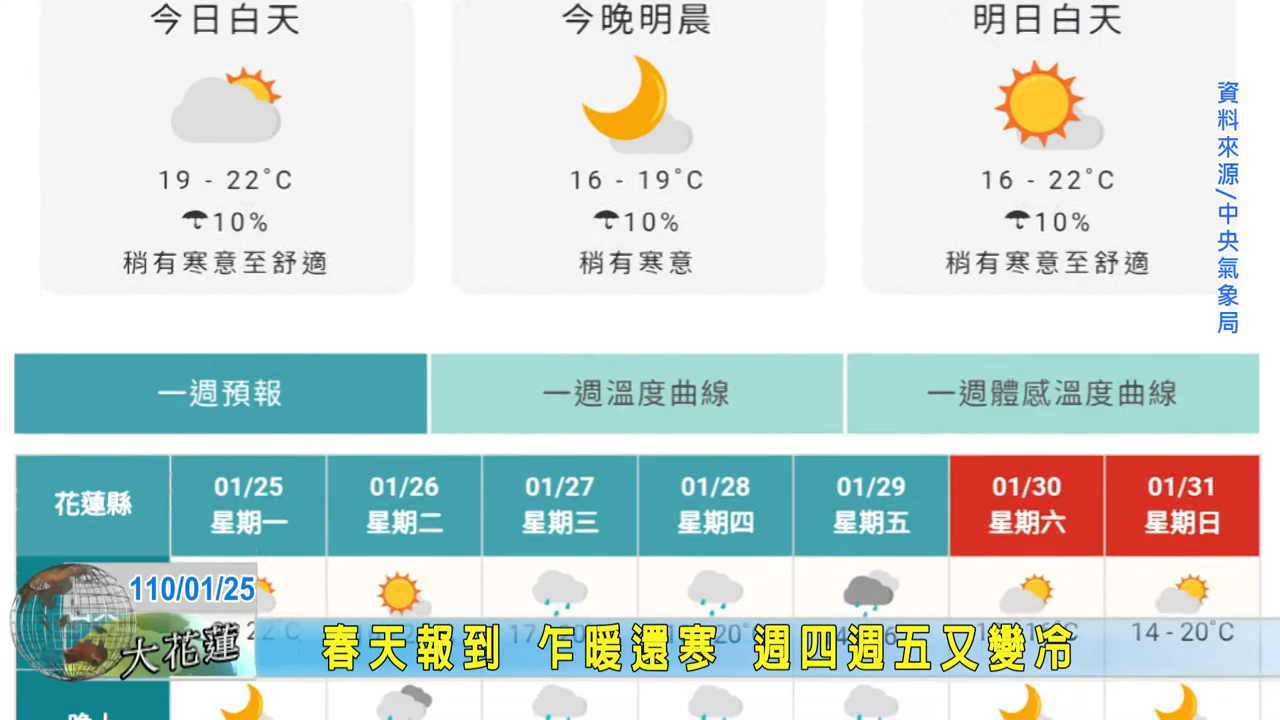 今日白天
今晚明晨
明日白天
19 - 22°C
16 - 19°C
16 - 22°C
10%
10%
10%
稍有寒意至舒適
稍有寒意
稍有寒意至舒適
資料來源/中央氣象局
一週預報
一週溫度曲線
一週體感溫度曲線
花蓮縣
01/25
星期一
01/26
星期二
01/27
星期三
01/28
星期四
01/29
星期五
01/30
星期六
01/31
星期日
14 - 20°C
110/01/25
大花蓮
春天報到 乍暖還寒 週四週五又變冷